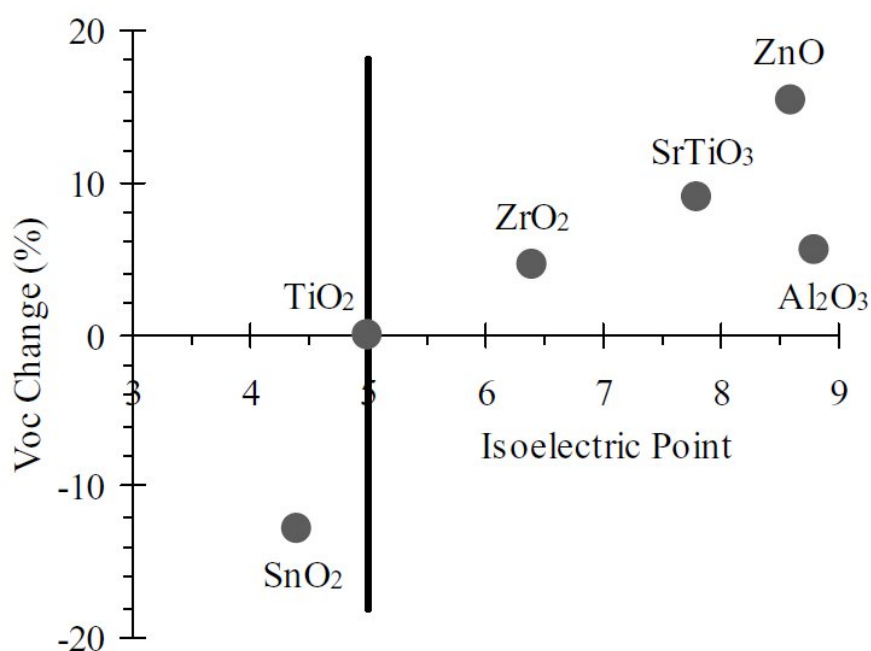 20
ZnO
SrTiO₃
10
ZrO₂
Al₂O₃
TiO₂
0
3 4 5 6 7 8 9
Isoelectric Point
Voc Change (%)
-10
SnO₂
-20